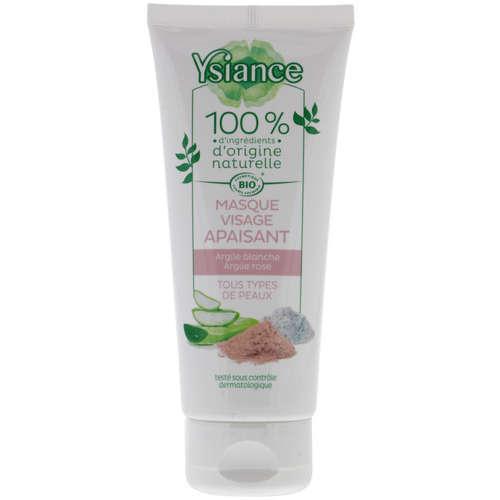 Ysiance
100 %
d'ingrédients
d'origine
naturelle
BIO
MASQUE
VISAGE
APAISANT
Argile blanche
Argile rose
TOUS TYPES
DE PEAUX
testé sous contrôle
dermatologique